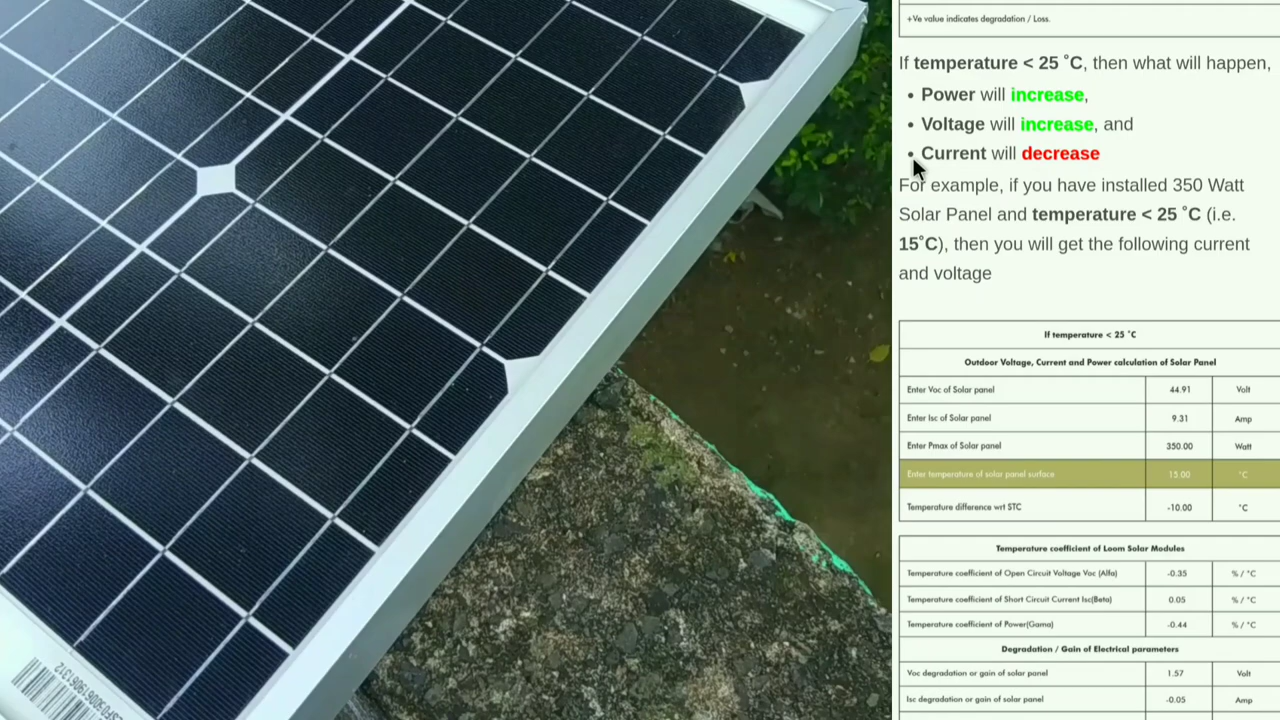 +Ve value indicates degradation / Loss.
If temperature < 25 ˚C, then what will happen,
• Power will increase,
• Voltage will increase, and
• Current will decrease
For example, if you have installed 350 Watt
Solar Panel and temperature < 25 ˚C (i.e.
15˚C), then you will get the following current
and voltage
If temperature < 25 ˚C
Outdoor Voltage, Current and Power calculation of Solar Panel
Enter Voc of Solar panel 44.91 Volt
Enter Isc of Solar panel 9.31 Amp
Enter Pmax of Solar panel 350.00 Watt
Enter temperature of solar panel surface 15.00 ˚C
Temperature difference wrt STC -10.00 ˚C
Temperature coefficient of Loom Solar Modules
Temperature coefficient of Open Circuit Voltage Voc (Alfa) -0.35 % / ˚C
Temperature coefficient of Short Circuit Current Isc(Beta) 0.05 % / ˚C
Temperature coefficient of Power(Gama) -0.44 % / ˚C
Degradation / Gain of Electrical parameters
Voc degradation or gain of solar panel 1.57 Volt
Isc degradation or gain of solar panel -0.05 Amp